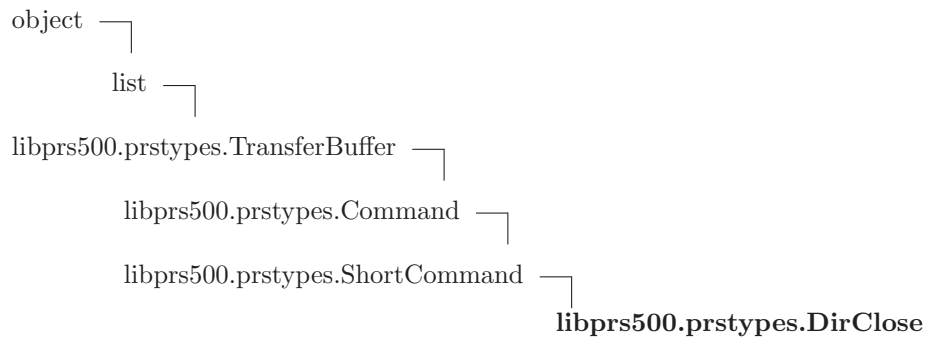 object
list
libprs500.prstypes.TransferBuffer
libprs500.prstypes.Command
libprs500.prstypes.ShortCommand
libprs500.prstypes.DirClose